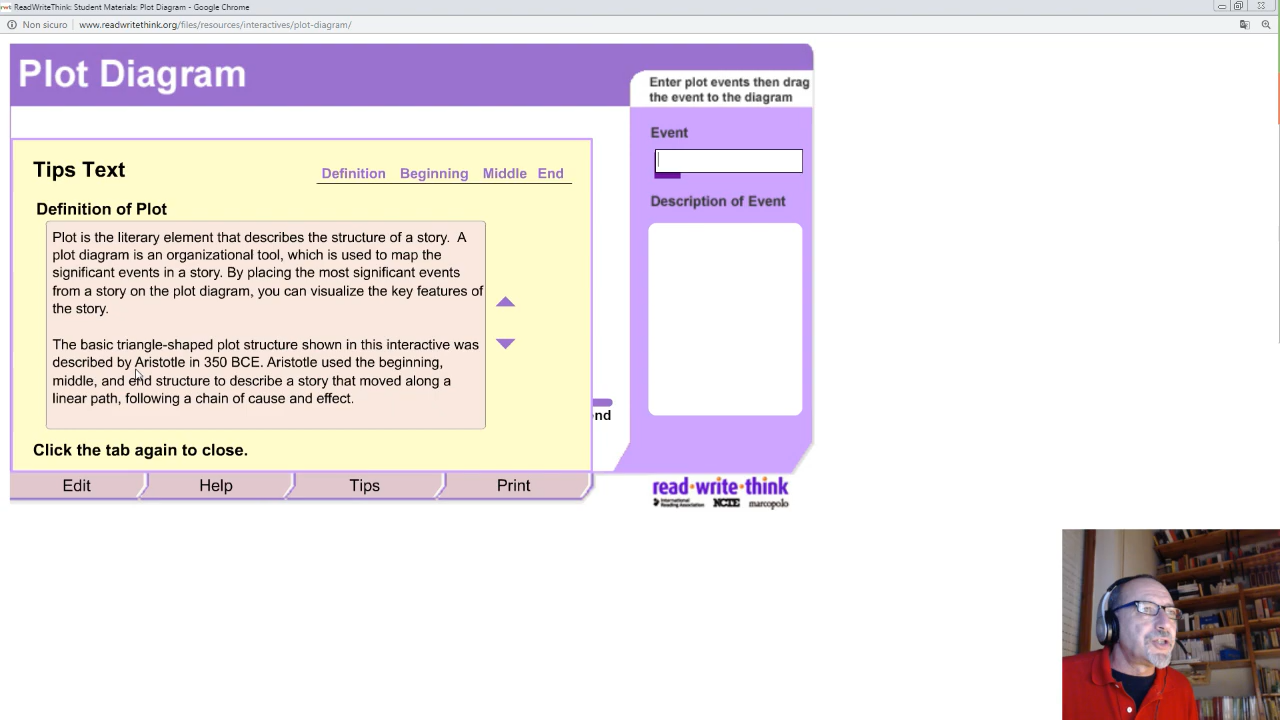 ReadWriteThink: Student Materials: Plot Diagram - Google Chrome
Non sicuro
www.readwritethink.org/files/resources/interactives/plot-diagram/
Plot Diagram
Enter plot events then drag
the event to the diagram
Event
Description of Event
Tips Text
Definition Beginning Middle End
Definition of Plot
Plot is the literary element that describes the structure of a story. A
plot diagram is an organizational tool, which is used to map the
significant events in a story. By placing the most significant events
from a story on the plot diagram, you can visualize the key features of
the story.
The basic triangle-shaped plot structure shown in this interactive was
described by Aristotle in 350 BCE. Aristotle used the beginning,
middle, and end structure to describe a story that moved along a
linear path, following a chain of cause and effect.
nd
Click the tab again to close.
Edit Help Tips Print
read·write·think
International
Reading Association
NCTE marcopolo